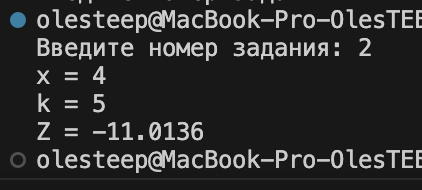 olesteep@MacBook-Pro-OlesTEE
Введите номер задания: 2
x = 4
k = 5
Z = -11.0136
olesteep@MacBook-Pro-OlesTEE